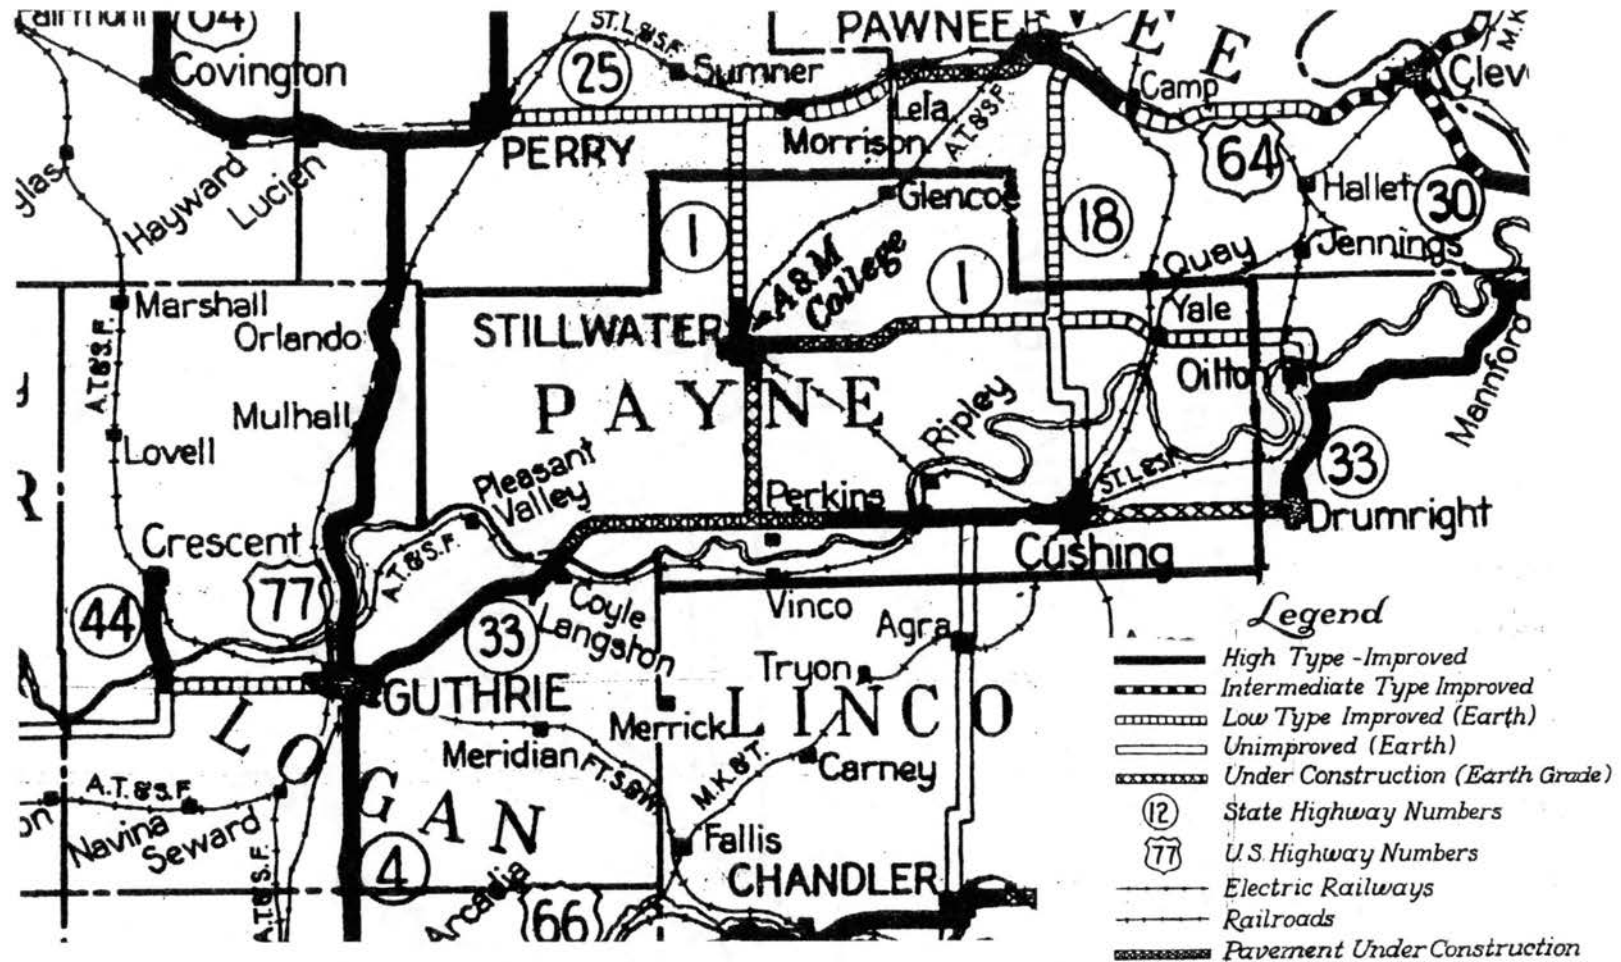 64
PAWNEE
Covington
25
ST. L & S.F.
Sumner
E E
Camp
Lela
A.T. & S.F.
PERRY
Morrison
64
Hayward
Lucien
Glencoe
18
Hallet
30
Jennings
1
A & M
College
1
Quay
Marshall
Orlando
STILLWATER
Yale
A.T. & S.F.
PAYNE
Oilton
Mannford
Mulhall
Lovell
Ripley
33
Pleasant
Valley
ST. L. & S.F.
Perkins
Drumright
Crescent
A.T. & S.F.
Cushing
77
44
Coyle
Langston
33
Vinco
Agra
Tryon
GUTHRIE
LINCO
Merrick
Meridian
FT. S. & W.
M.K. & T.
Carney
LOGAN
A.T. & S.F.
Navina
Seward
4
Fallis
CHANDLER
A.T. & S.F.
Arcadia
66
Legend
High Type - Improved
Intermediate Type Improved
Low Type Improved (Earth)
Unimproved (Earth)
Under Construction (Earth Grade)
12 State Highway Numbers
77 U.S. Highway Numbers
Electric Railways
Railroads
Pavement Under Construction